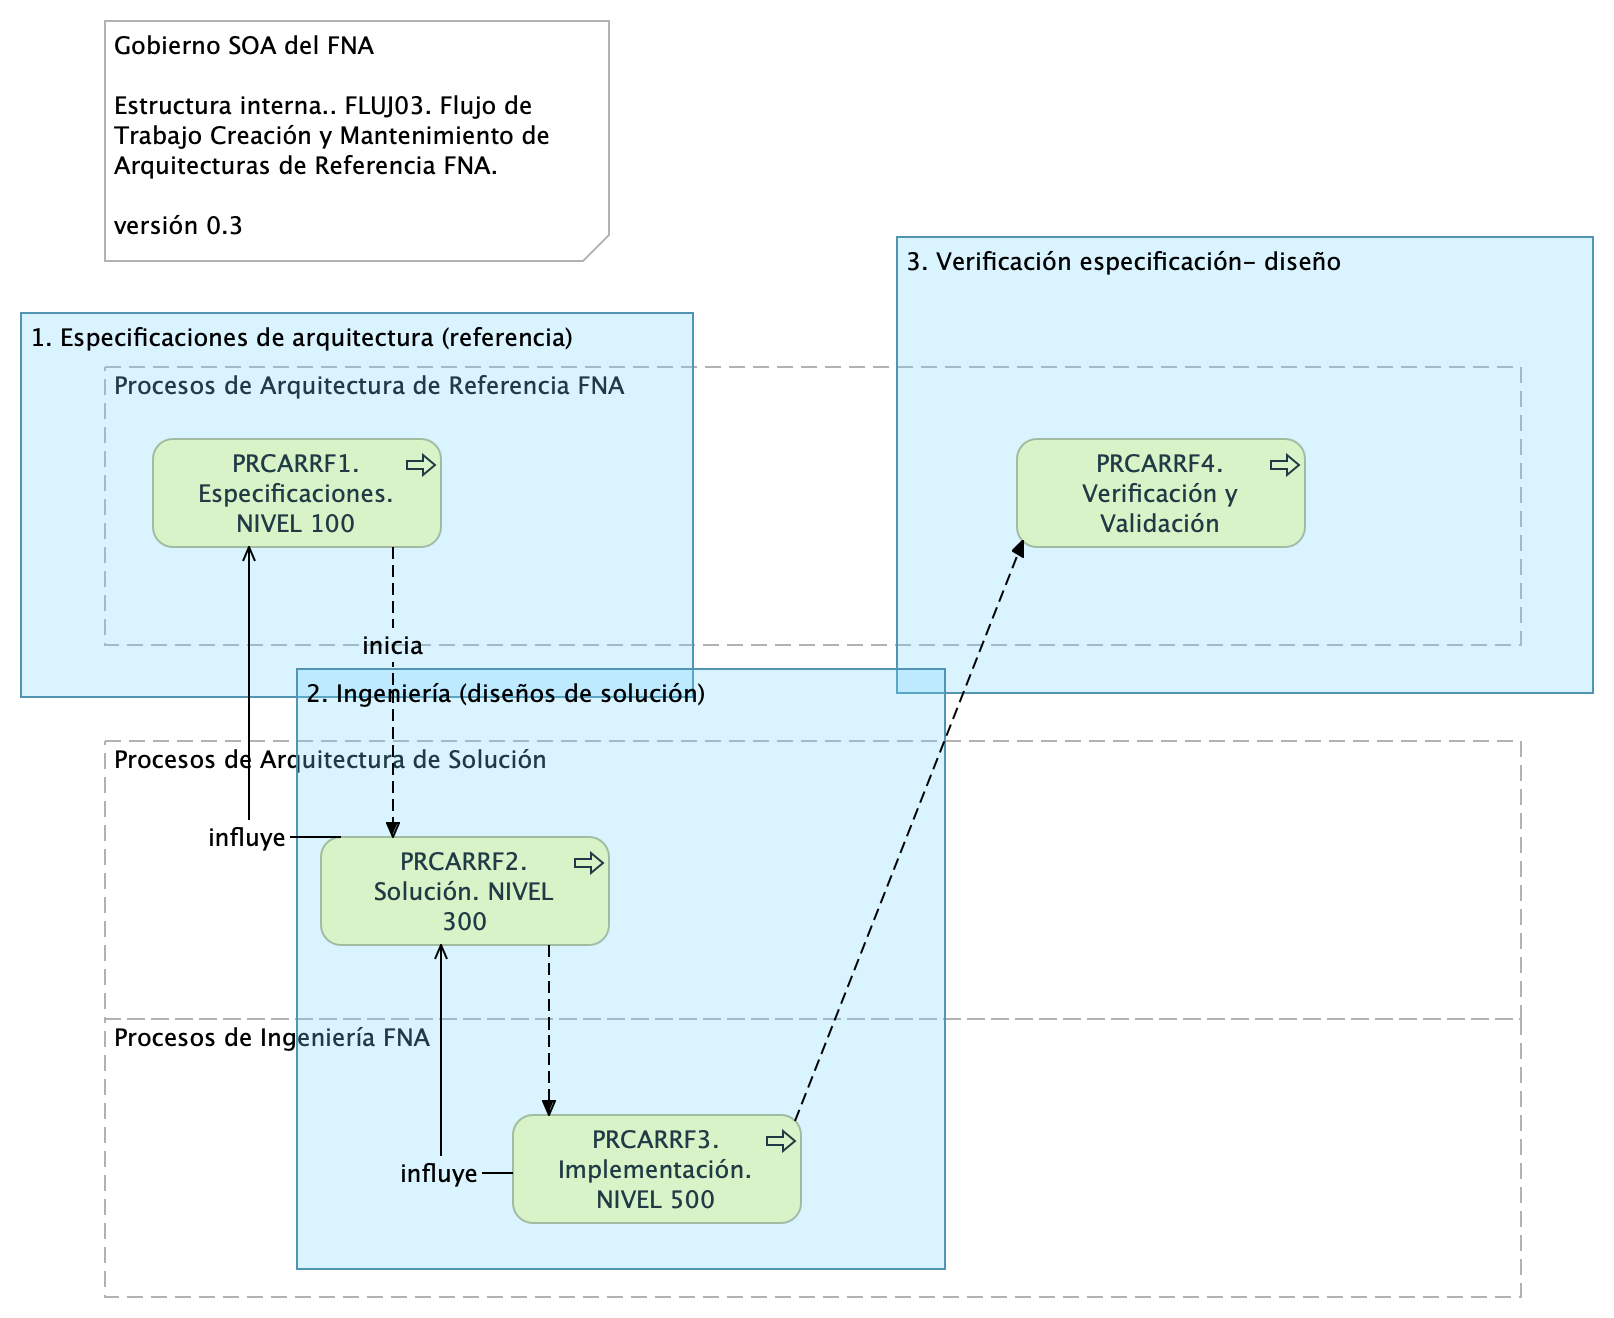 Gobierno SOA del FNA
Estructura interna.. FLUJ03. Flujo de
Trabajo Creación y Mantenimiento de
Arquitecturas de Referencia FNA.
versión 0.3
3. Verificación especificación- diseño
1. Especificaciones de arquitectura (referencia)
Procesos de Arquitectura de Referencia FNA
PRCARRF1.
Especificaciones.
NIVEL 100
PRCARRF4.
Verificación y
Validación
inicia
2. Ingeniería (diseños de solución)
Procesos de Arquitectura de Solución
influye
PRCARRF2.
Solución. NIVEL
300
Procesos de Ingeniería FNA
PRCARRF3.
Implementación.
NIVEL 500
influye